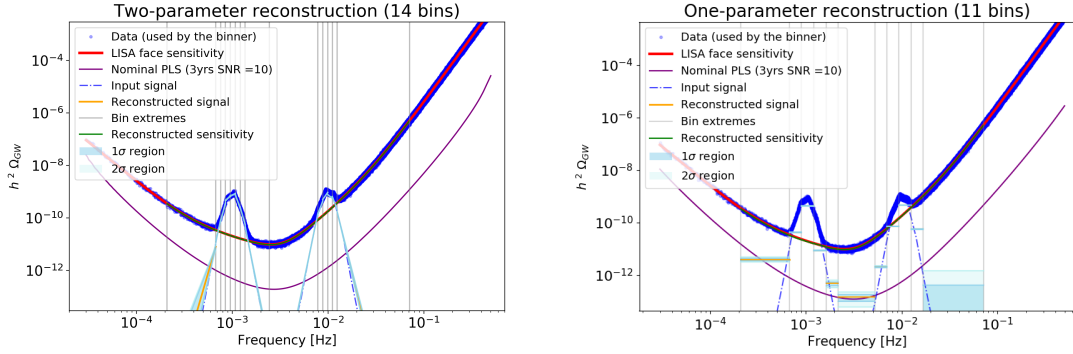 Two-parameter reconstruction (14 bins)
Data (used by the binner)
LISA face sensitivity
Nominal PLS (3yrs SNR =10)
Input signal
Reconstructed signal
Bin extremes
Reconstructed sensitivity
1σ region
2σ region
h² Ω_GW
10⁻⁴
10⁻⁶
10⁻⁸
10⁻¹⁰
10⁻¹²
10⁻⁴ 10⁻³ 10⁻² 10⁻¹
Frequency [Hz]
One-parameter reconstruction (11 bins)
Data (used by the binner)
LISA face sensitivity
Nominal PLS (3yrs SNR =10)
Input signal
Reconstructed signal
Bin extremes
Reconstructed sensitivity
1σ region
2σ region
h² Ω_GW
10⁻⁴
10⁻⁶
10⁻⁸
10⁻¹⁰
10⁻¹²
10⁻⁴ 10⁻³ 10⁻² 10⁻¹
Frequency [Hz]